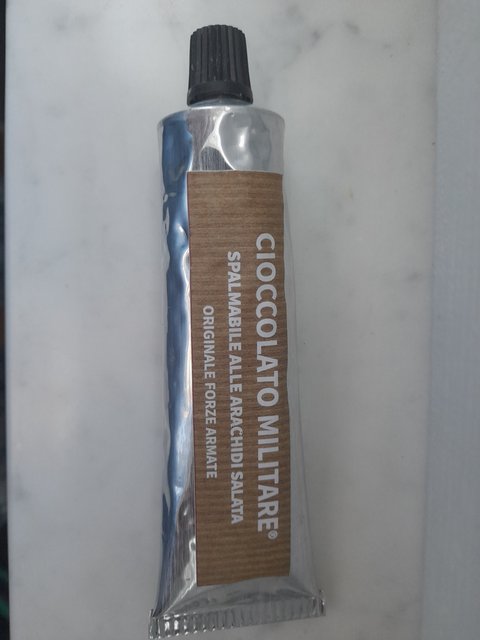 CIOCCOLATO MILITARE®
SPALMABILE ALLE ARACHIDI SALATA
ORIGINALE FORZE ARMATE